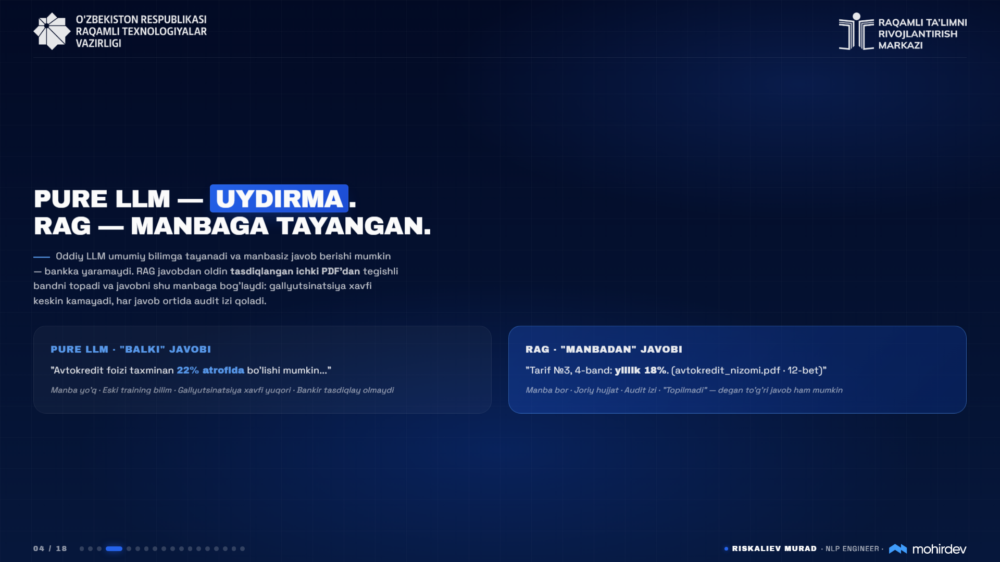 O'ZBEKISTON RESPUBLIKASI
RAQAMLI TEXNOLOGIYALAR
VAZIRLIGI
RAQAMLI TA'LIMNI
RIVOJLANTIRISH
MARKAZI
PURE LLM — UYDIRMA.
RAG — MANBAGA TAYANGAN.
— Oddiy LLM umumiy bilimga tayanadi va manbasiz javob berishi mumkin
— bankka yaramaydi. RAG javobdan oldin tasdiqlangan ichki PDF'dan tegishli
bandni topadi va javobni shu manbaga bog'laydi: gallyutsinatsiya xavfi
keskin kamayadi, har javob ortida audit izi qoladi.
PURE LLM · "BALKI" JAVOBI
"Avtokredit foizi taxminan 22% atrofida bo'lishi mumkin..."
Manba yo'q · Eski training bilim · Gallyutsinatsiya xavfi yuqori · Bankir tasdiqlay olmaydi
RAG · "MANBADAN" JAVOBI
"Tarif №3, 4-band: yillik 18%. (avtokredit_nizomi.pdf · 12-bet)"
Manba bor · Joriy hujjat · Audit izi · "Topilmadi" — degan to'g'ri javob ham mumkin
04 / 18
RISKALIEV MURAD · NLP ENGINEER · mohirdev